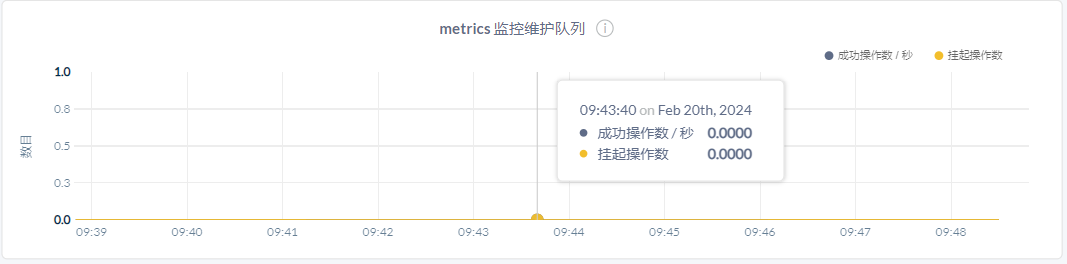 metrics 监控维护队列 i
成功操作数 / 秒 挂起操作数
1.0
0.8
0.5
0.3
0.0
数目
09:43:40 on Feb 20th, 2024
成功操作数 / 秒 0.0000
挂起操作数 0.0000
09:39 09:40 09:41 09:42 09:43 09:44 09:45 09:46 09:47 09:48